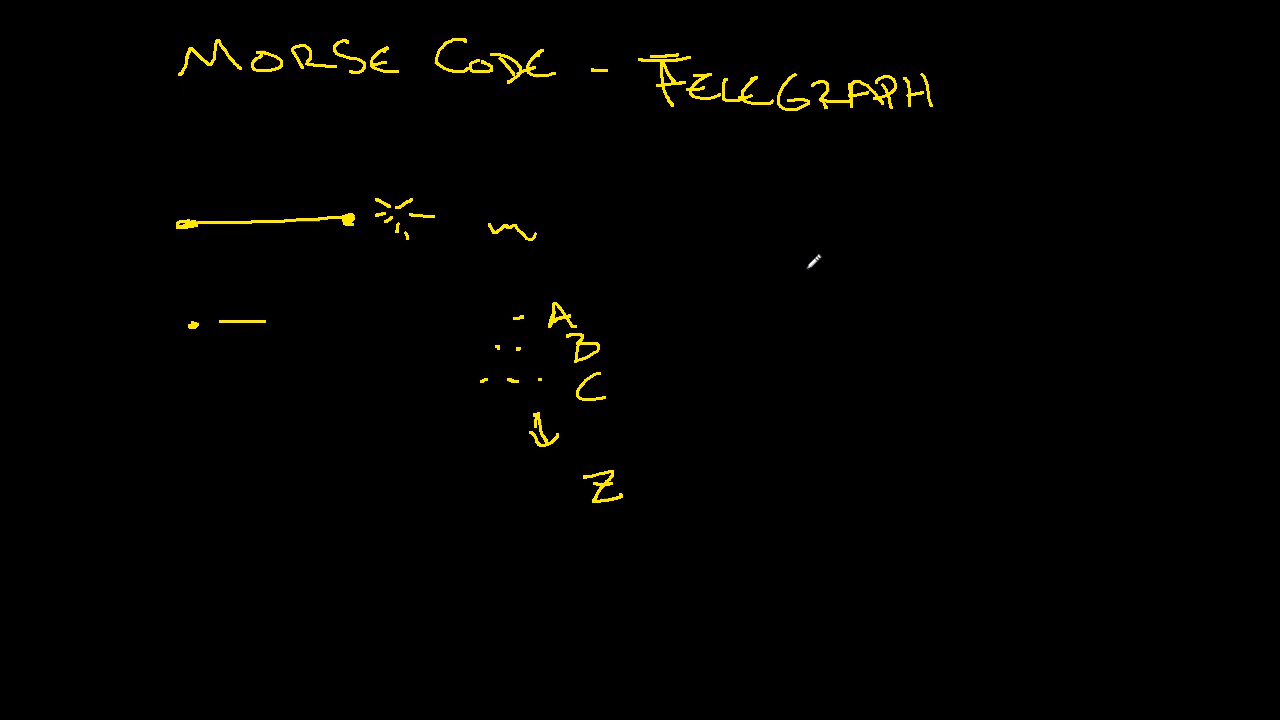 MORSE CODE - TELEGRAPH
. —
- A
. . B
- - . C
Z